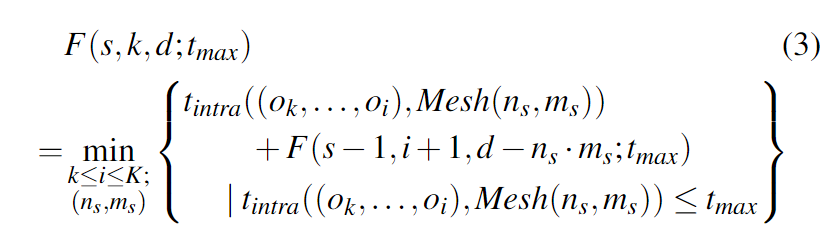 F(s,k,d;t_max) (3)
= min_{k≤i≤K; (n_s,m_s)} { t_intra((o_k,...,o_i),Mesh(n_s,m_s))
+ F(s−1,i+1,d−n_s·m_s;t_max)
| t_intra((o_k,...,o_i),Mesh(n_s,m_s)) ≤ t_max }